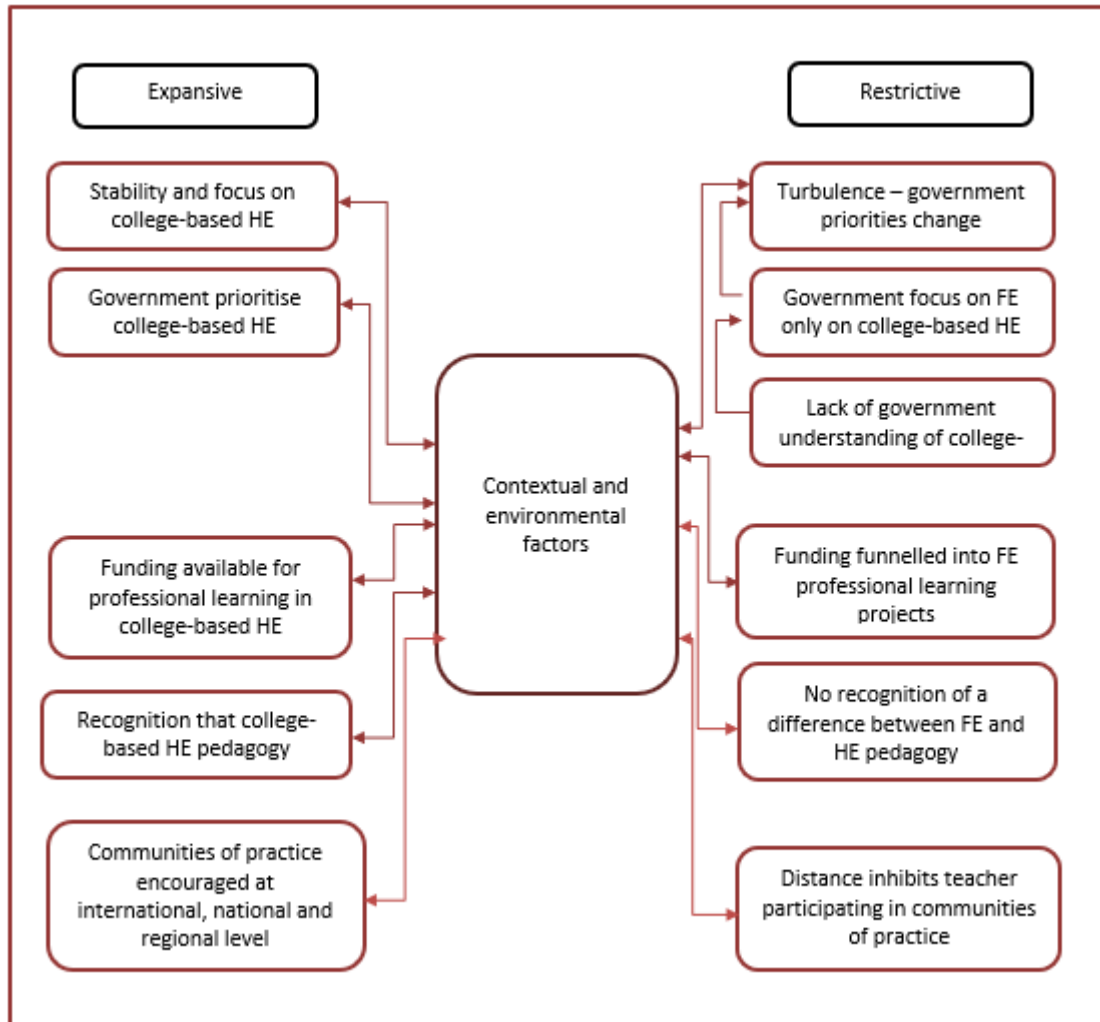 Expansive
Stability and focus on
college-based HE
Government prioritise
college-based HE
Funding available for
professional learning in
college-based HE
Recognition that college-
based HE pedagogy
Communities of practice
encouraged at
international, national and
regional level
Contextual and
environmental
factors
Restrictive
Turbulence – government
priorities change
Government focus on FE
only on college-based HE
Lack of government
understanding of college-
Funding funnelled into FE
professional learning
projects
No recognition of a
difference between FE and
HE pedagogy
Distance inhibits teacher
participating in communities
of practice